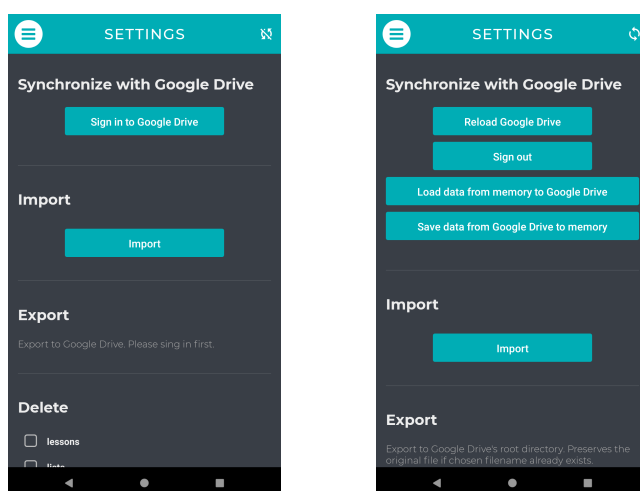 SETTINGS
Synchronize with Google Drive
Sign in to Google Drive
Import
Import
Export
Export to Google Drive. Please sing in first.
Delete
lessons
lists
SETTINGS
Synchronize with Google Drive
Reload Google Drive
Sign out
Load data from memory to Google Drive
Save data from Google Drive to memory
Import
Import
Export
Export to Google Drive's root directory. Preserves the
original file if chosen filename already exists.